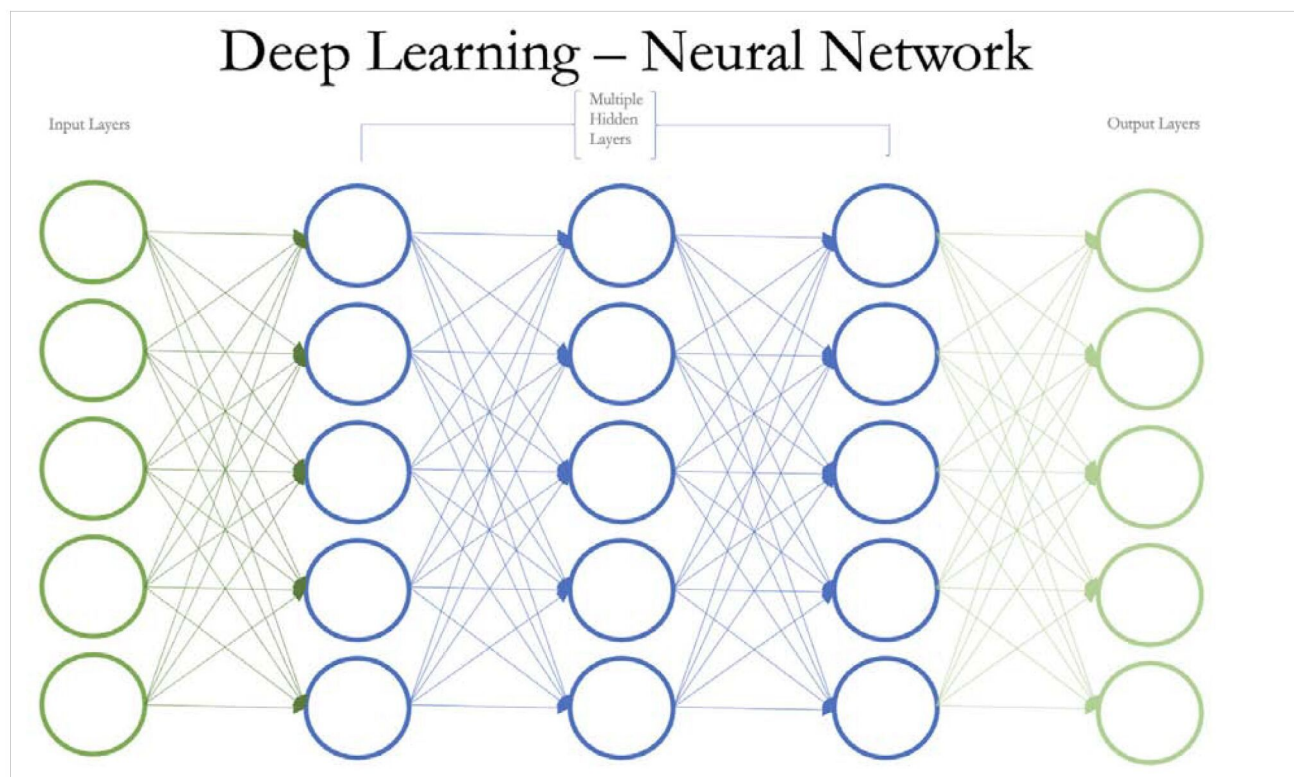 Deep Learning – Neural Network
Multiple
Hidden
Layers
Input Layers
Output Layers